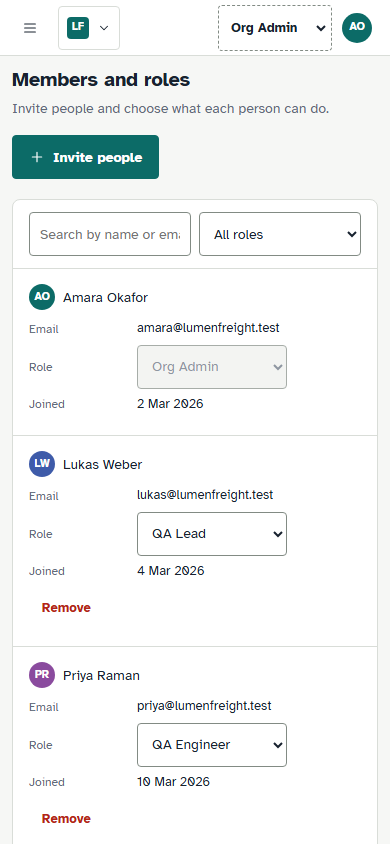 LF
Org Admin
AO
Members and roles
Invite people and choose what each person can do.
+ Invite people
Search by name or ema
All roles
AO Amara Okafor
Email amara@lumenfreight.test
Role Org Admin
Joined 2 Mar 2026
LW Lukas Weber
Email lukas@lumenfreight.test
Role QA Lead
Joined 4 Mar 2026
Remove
PR Priya Raman
Email priya@lumenfreight.test
Role QA Engineer
Joined 10 Mar 2026
Remove